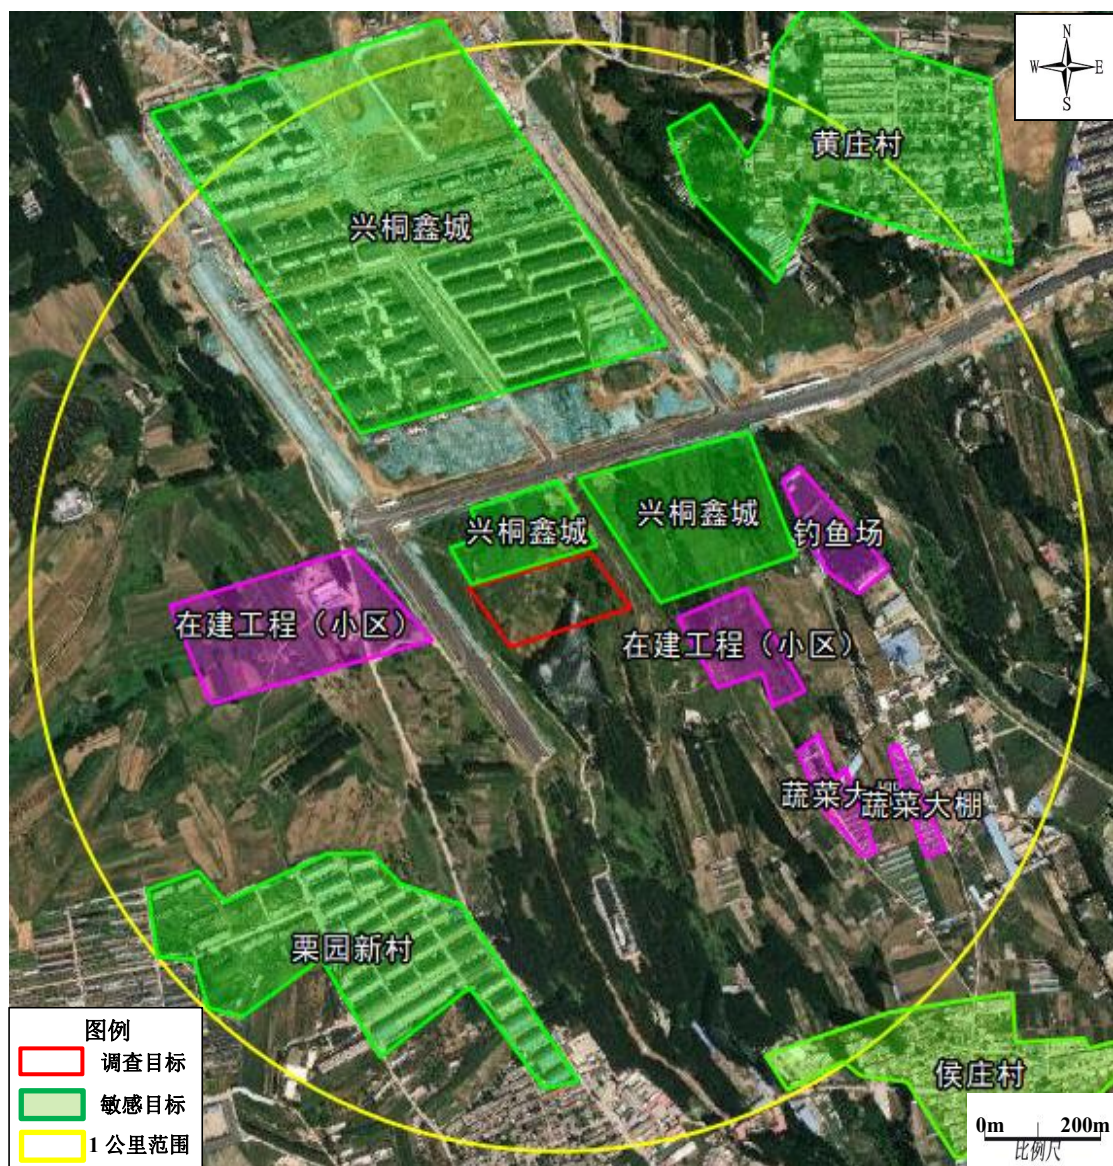 N
W E
S
黄庄村
兴桐鑫城
兴桐鑫城
兴桐鑫城
钓鱼场
在建工程（小区）
在建工程（小区）
蔬菜大棚
蔬菜大棚
栗园新村
侯庄村
图例
调查目标
敏感目标
1公里范围
0m 200m
比例尺